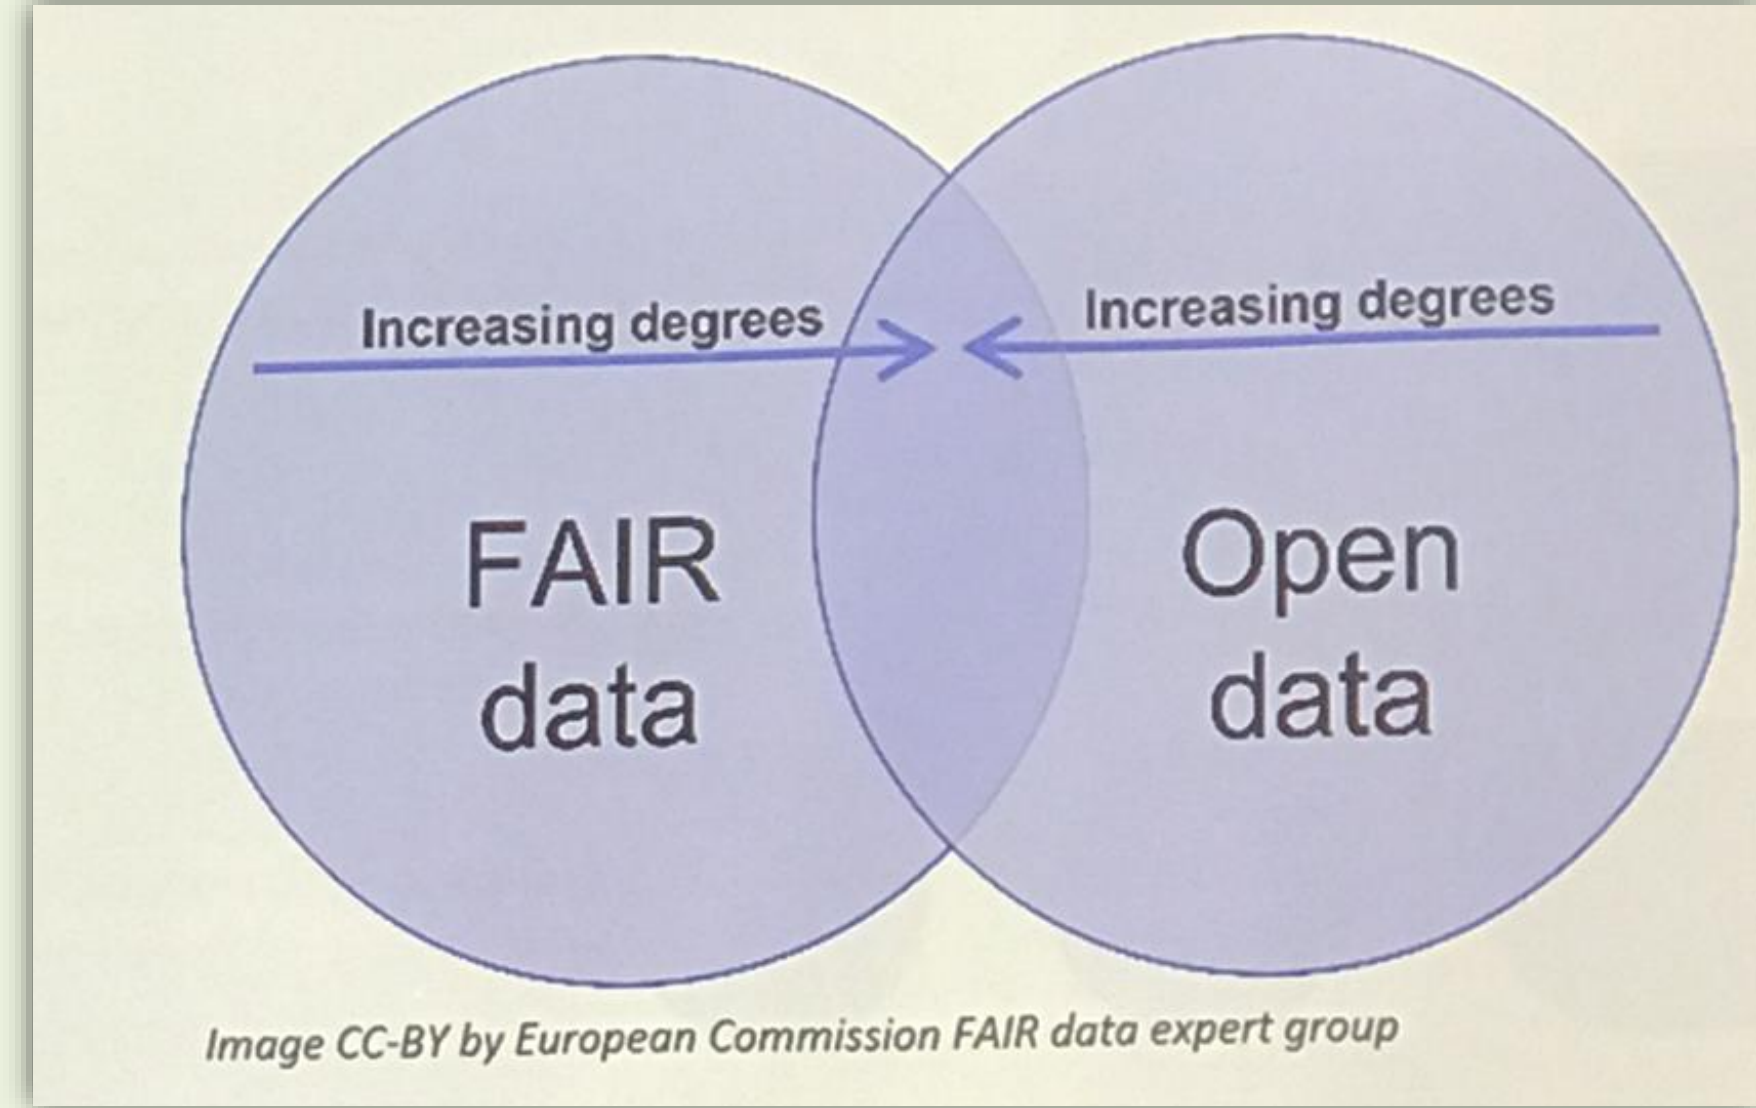 Increasing degrees
Increasing degrees
FAIR
data
Open
data
Image CC-BY by European Commission FAIR data expert group